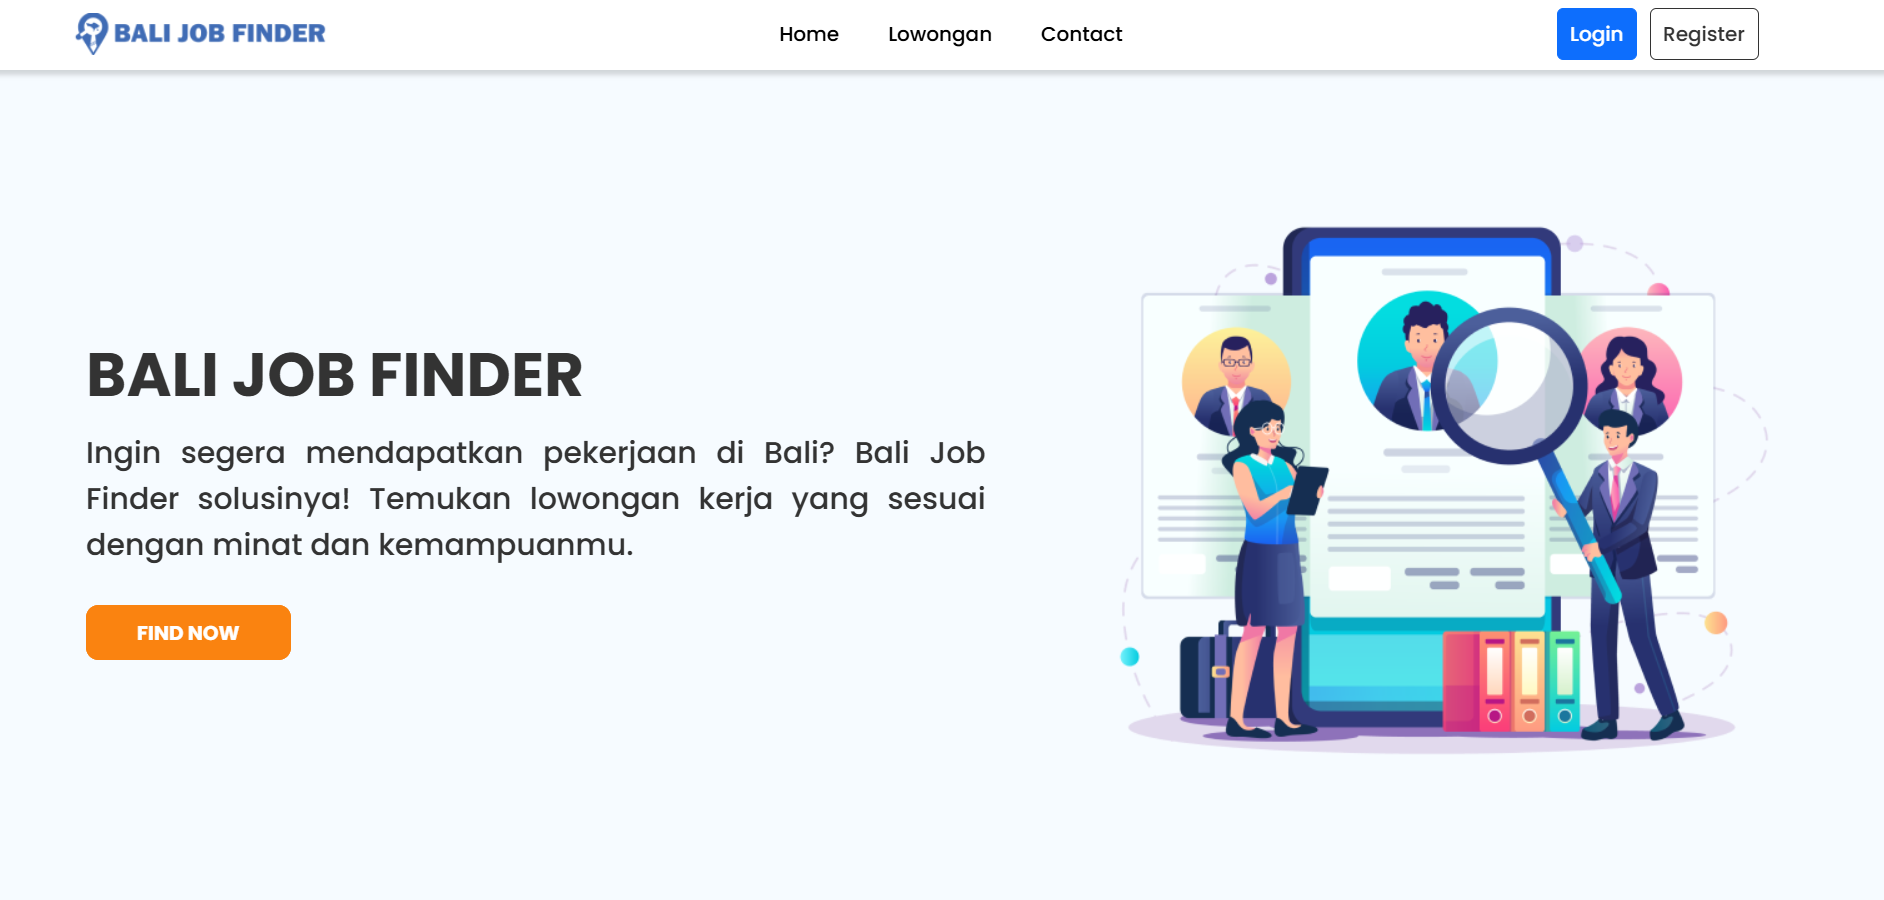 BALI JOB FINDER
Home
Lowongan
Contact
Login
Register
BALI JOB FINDER
Ingin segera mendapatkan pekerjaan di Bali? Bali Job
Finder solusinya! Temukan lowongan kerja yang sesuai
dengan minat dan kemampuanmu.
FIND NOW